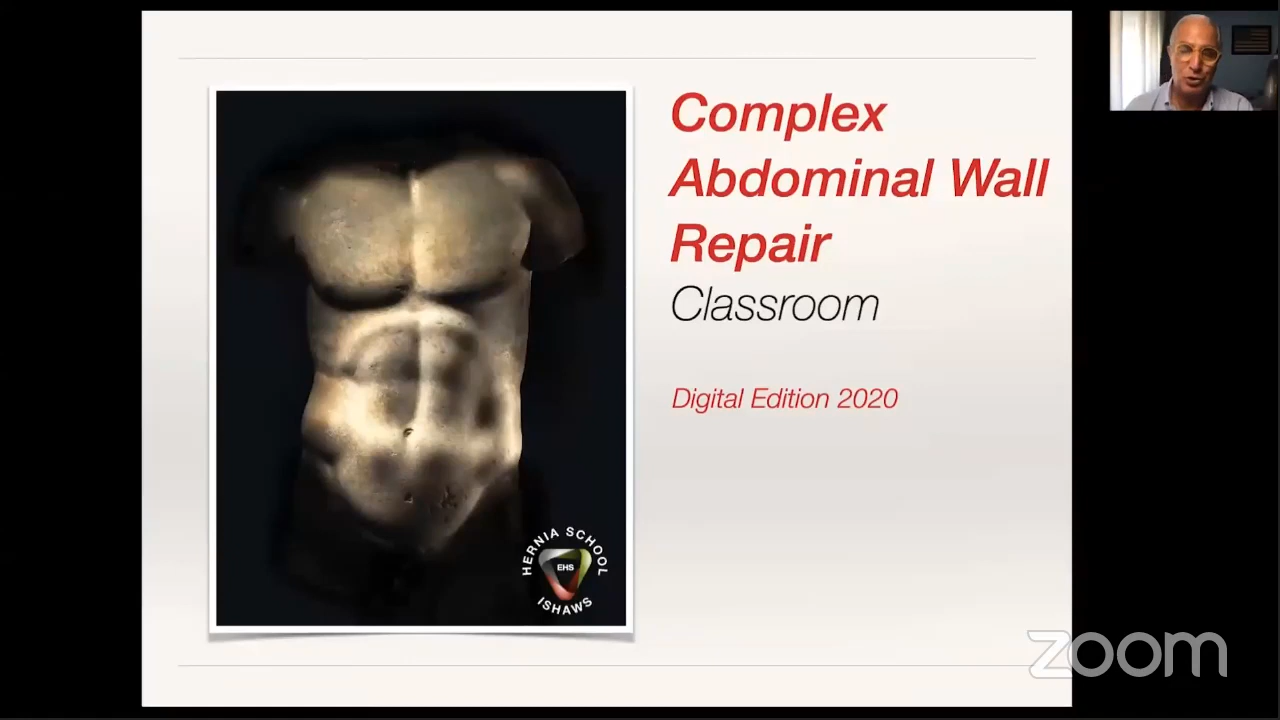 Complex
Abdominal Wall
Repair
Classroom
Digital Edition 2020
HERNIA SCHOOL
EHS
ISHAWS
zoom